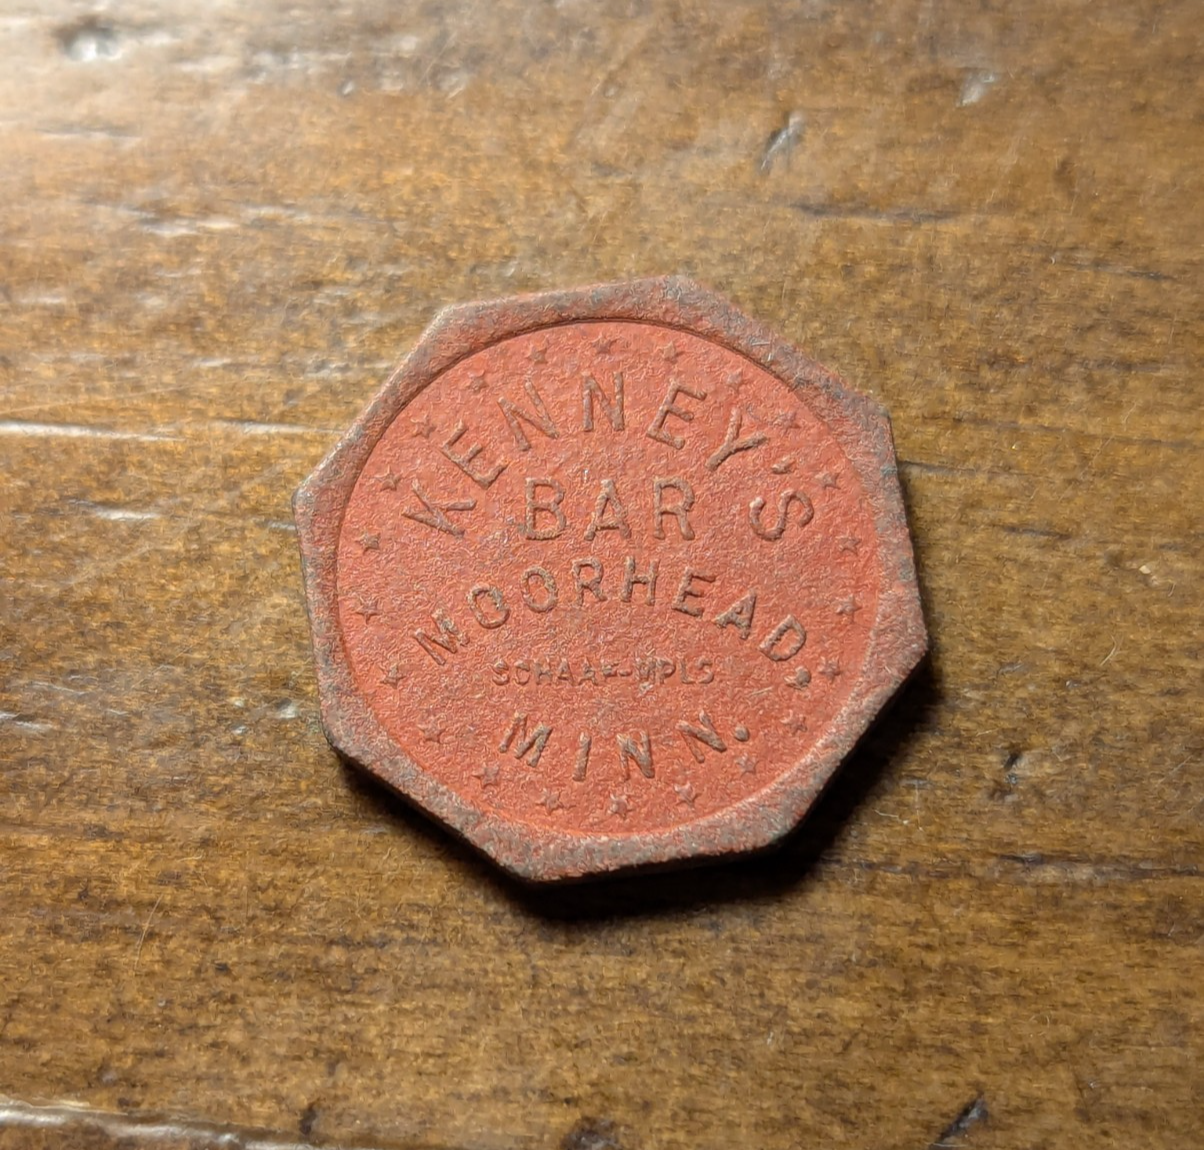 KENNEY'S
BAR
MOORHEAD,
SCHAAF-MPLS
MINN.